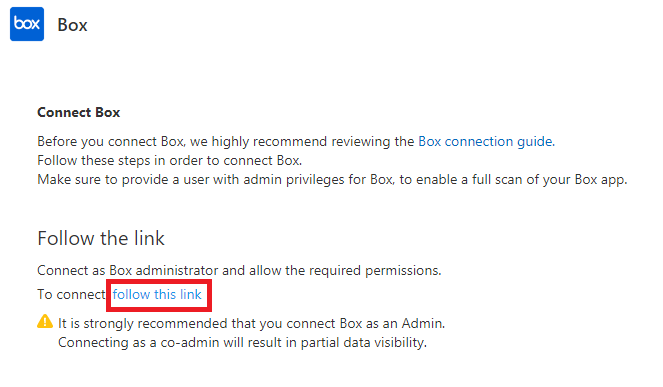 box Box
Connect Box
Before you connect Box, we highly recommend reviewing the Box connection guide.
Follow these steps in order to connect Box.
Make sure to provide a user with admin privileges for Box, to enable a full scan of your Box app.
Follow the link
Connect as Box administrator and allow the required permissions.
To connect follow this link
It is strongly recommended that you connect Box as an Admin.
Connecting as a co-admin will result in partial data visibility.